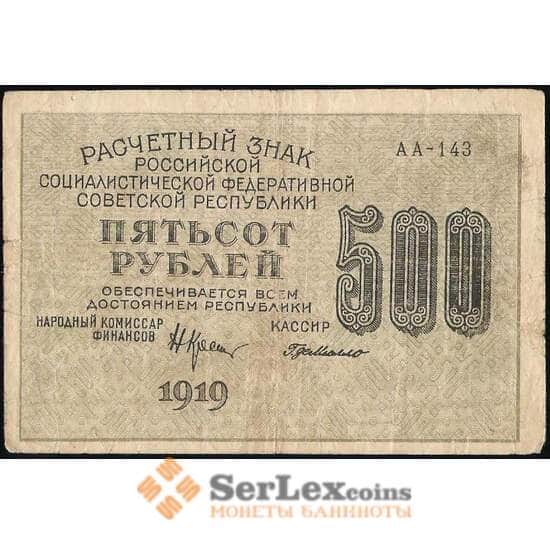 РАСЧЕТНЫЙ ЗНАК
РОССИЙСКОЙ
СОЦИАЛИСТИЧЕСКОЙ ФЕДЕРАТИВНОЙ
СОВЕТСКОЙ РЕСПУБЛИКИ
ПЯТЬСОТ
РУБЛЕЙ
ОБЕСПЕЧИВАЕТСЯ ВСЕМ
ДОСТОЯНИЕМ РЕСПУБЛИКИ
НАРОДНЫЙ КОМИССАР
ФИНАНСОВ
КАССИР
1919
АА-143
500
SerLexcoins
МОНЕТЫ БАНКНОТЫ